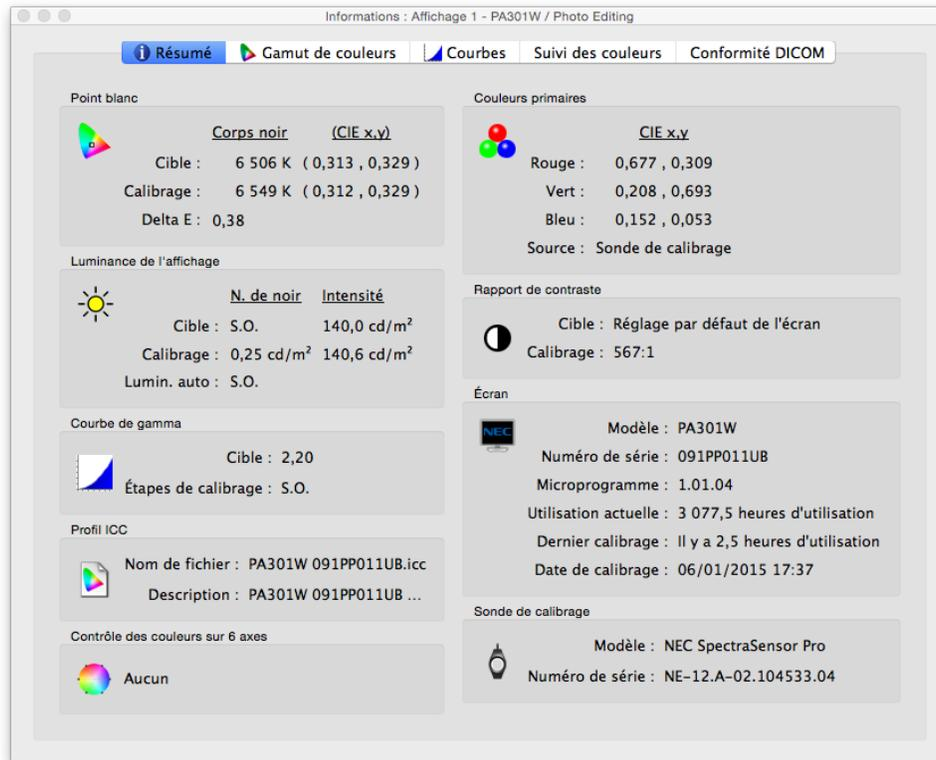 Informations : Affichage 1 - PA301W / Photo Editing
Résumé Gamut de couleurs Courbes Suivi des couleurs Conformité DICOM
Point blanc
Corps noir (CIE x,y)
Cible : 6 506 K ( 0,313 , 0,329 )
Calibrage : 6 549 K ( 0,312 , 0,329 )
Delta E : 0,38
Luminance de l'affichage
N. de noir Intensité
Cible : S.O. 140,0 cd/m²
Calibrage : 0,25 cd/m² 140,6 cd/m²
Lumin. auto : S.O.
Courbe de gamma
Cible : 2,20
Étapes de calibrage : S.O.
Profil ICC
Nom de fichier : PA301W 091PP011UB.icc
Description : PA301W 091PP011UB ...
Contrôle des couleurs sur 6 axes
Aucun
Couleurs primaires
CIE x,y
Rouge : 0,677 , 0,309
Vert : 0,208 , 0,693
Bleu : 0,152 , 0,053
Source : Sonde de calibrage
Rapport de contraste
Cible : Réglage par défaut de l'écran
Calibrage : 567:1
Écran
NEC
Modèle : PA301W
Numéro de série : 091PP011UB
Microprogramme : 1.01.04
Utilisation actuelle : 3 077,5 heures d'utilisation
Dernier calibrage : Il y a 2,5 heures d'utilisation
Date de calibrage : 06/01/2015 17:37
Sonde de calibrage
Modèle : NEC SpectraSensor Pro
Numéro de série : NE-12.A-02.104533.04